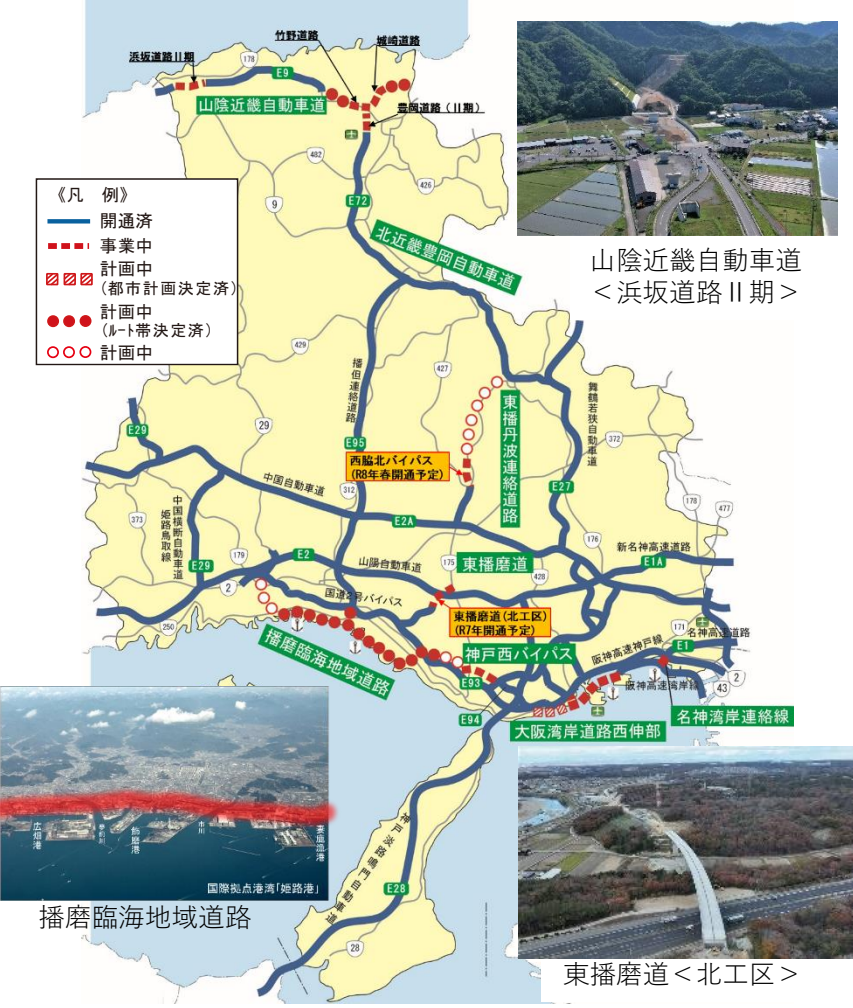 竹野道路
城崎道路
浜坂道路Ⅱ期
178
E9
山陰近畿自動車道
豊岡道路(Ⅱ期)
482
426
E72
9
北近畿豊岡自動車道
《凡 例》
開通済
事業中
計画中
(都市計画決定済)
計画中
(ルート帯決定済)
計画中
山陰近畿自動車道
<浜坂道路Ⅱ期>
429
427
播但連絡道路
29
E29
E95
東播丹波連絡道路
舞鶴若狭自動車道
372
西脇北バイパス
(R8年春開通予定)
中国自動車道
312
E27
178
477
373
中国横断自動車道
姫路鳥取線
E2A
176
新名神高速道路
E1A
179
E29
E2
山陽自動車道
175
東播磨道
428
2
国道2号バイパス
東播磨道(北工区)
(R7年開通予定)
250
171
名神高速道路
E1
播磨臨海地域道路
神戸西バイパス
阪神高速神戸線
E93
阪神高速湾岸線
43
2
E94
大阪湾岸道路西伸部
名神湾岸連絡線
神戸淡路鳴門自動車道
E28
28
広畑港
夢前川
飾磨港
市川
妻鹿漁港
国際拠点港湾「姫路港」
播磨臨海地域道路
東播磨道<北工区>